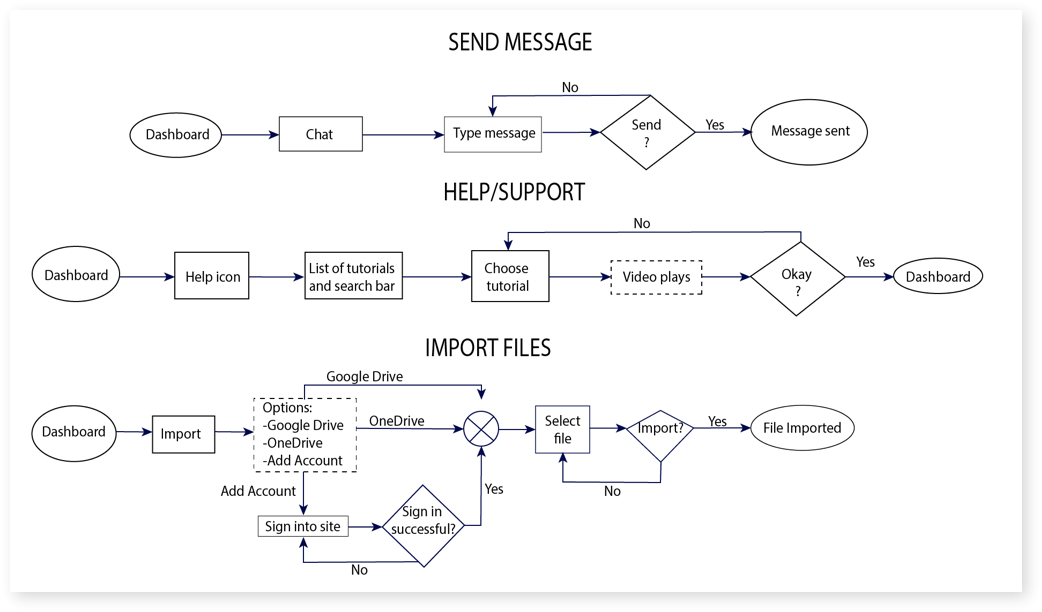 SEND MESSAGE
No
Dashboard
Chat
Type message
Send
?
Yes
Message sent
HELP/SUPPORT
No
Dashboard
Help icon
List of tutorials
and search bar
Choose
tutorial
Video plays
Okay
?
Yes
Dashboard
IMPORT FILES
Google Drive
Dashboard
Import
Options:
-Google Drive
-OneDrive
-Add Account
OneDrive
Select
file
Import?
Yes
File Imported
No
Add Account
Sign into site
Sign in
successful?
Yes
No